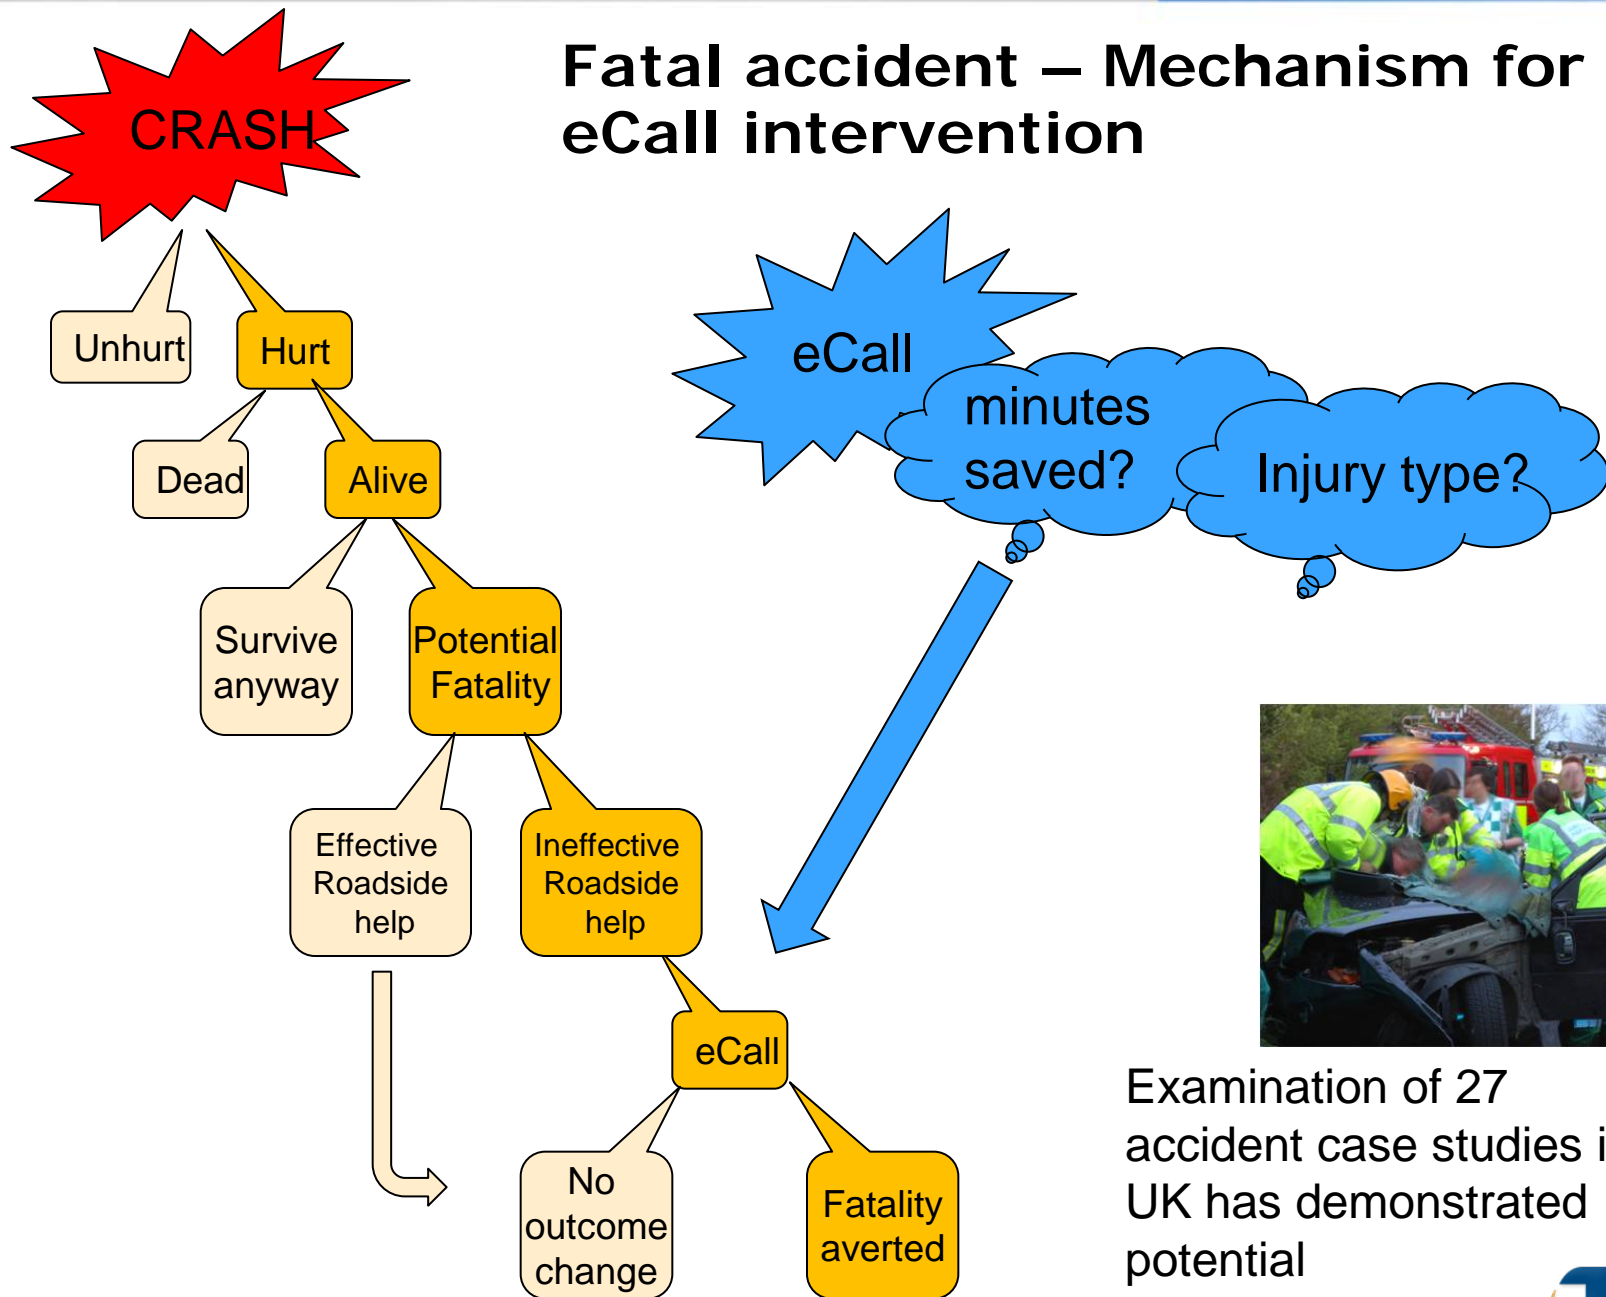 Fatal accident – Mechanism for
eCall intervention
CRASH
Unhurt
Hurt
Dead
Alive
Survive
anyway
Potential
Fatality
Effective
Roadside
help
Ineffective
Roadside
help
eCall
No
outcome
change
Fatality
averted
eCall
minutes
saved?
Injury type?
Examination of 27
accident case studies i
UK has demonstrated
potential